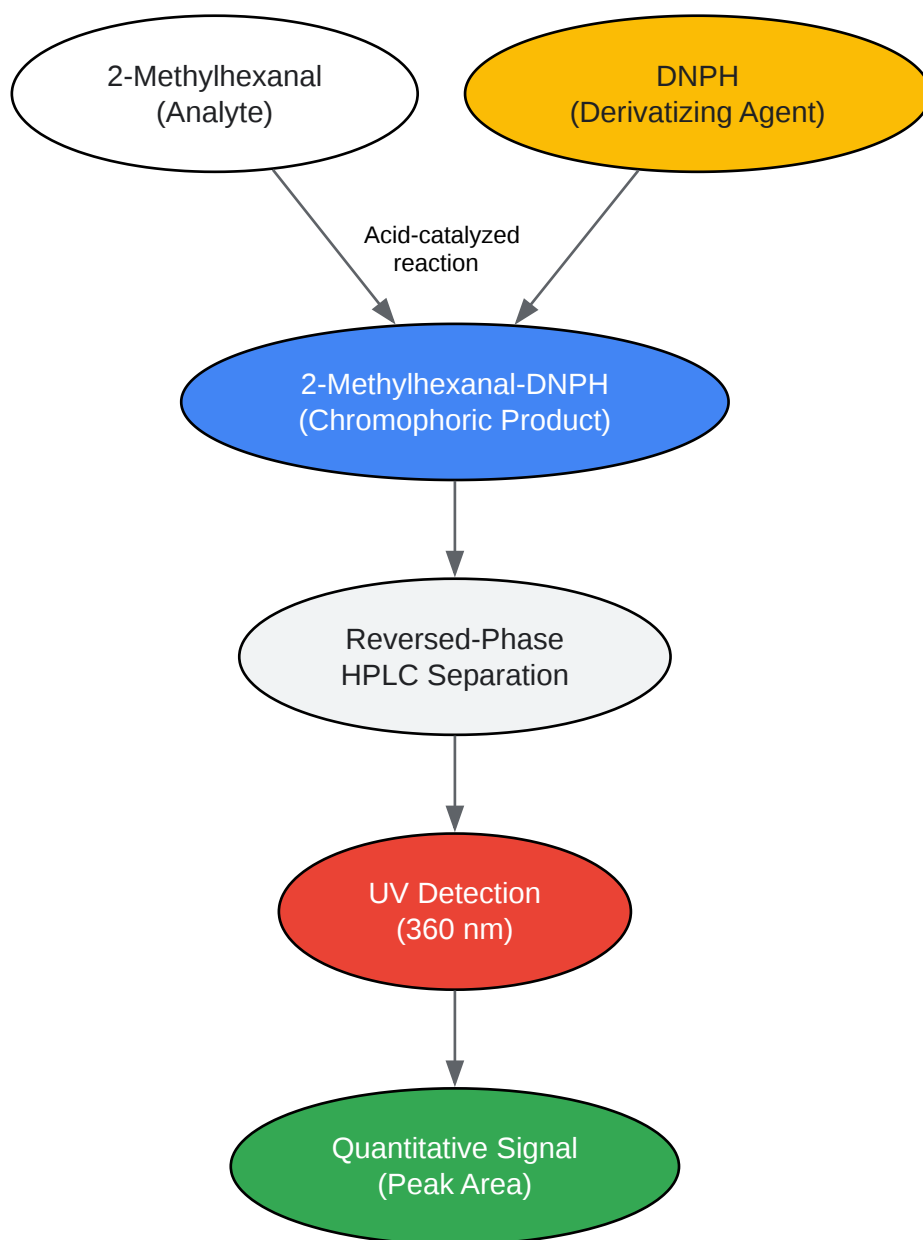 2-Methylhexanal
(Analyte)
DNPH
(Derivatizing Agent)
Acid-catalyzed
reaction
2-Methylhexanal-DNPH
(Chromophoric Product)
Reversed-Phase
HPLC Separation
UV Detection
(360 nm)
Quantitative Signal
(Peak Area)